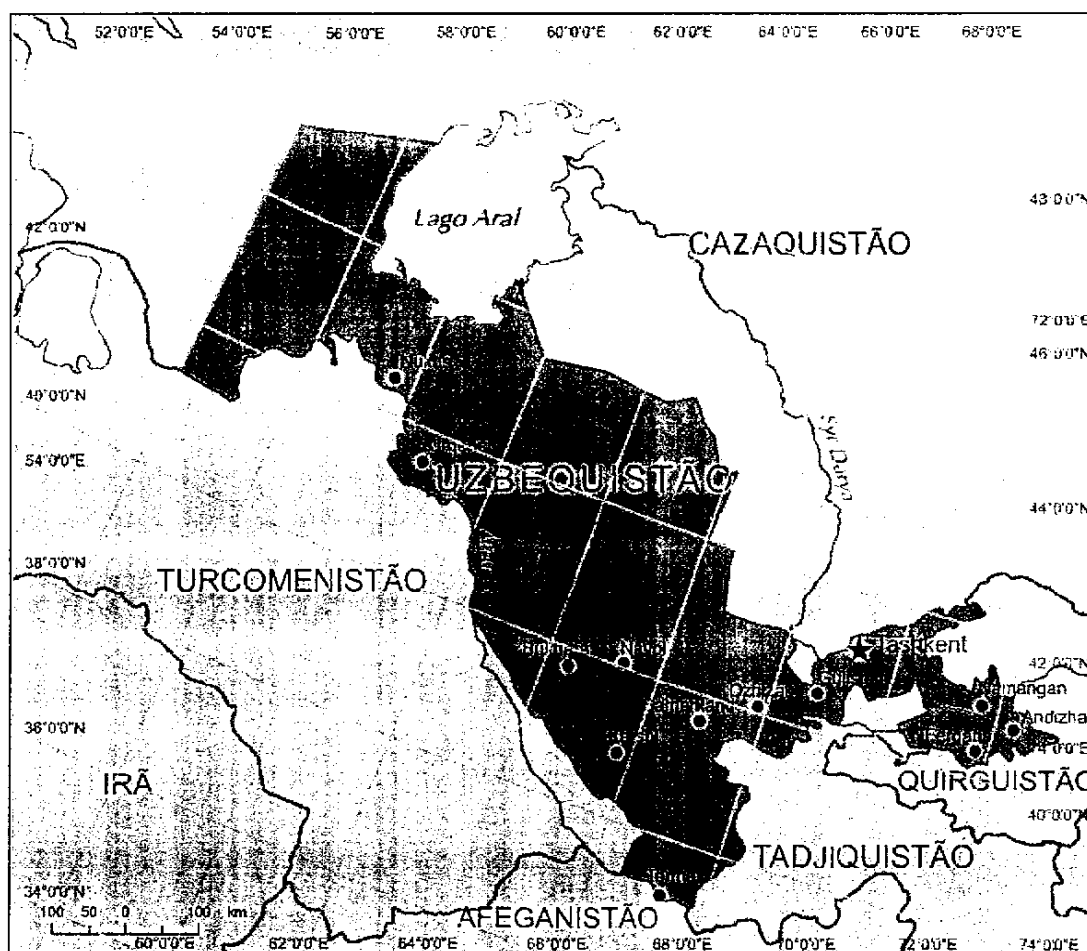 52°0'0"E 54°0'0"E 56°0'0"E 58°0'0"E 60°0'0"E 62°0'0"E 64°0'0"E 66°0'0"E 68°0'0"E
43°0'0"N
Lago Aral
42°0'0"N
CAZAQUISTÃO
72°0'0"E
46°0'0"N
40°0'0"N
Syr Durya
54°0'0"E
UZBEQUISTÃO
44°0'0"N
38°0'0"N
TURCOMENISTÃO
Tashkent
42°0'0"N
Namangan
Andizha
36°0'0"N
IRÃ
QUIRGUISTÃO
40°0'0"N
TADJIQUISTÃO
34°0'0"N
AFEGANISTÃO
100 50 0 100 km
60°0'0"E 62°0'0"E 64°0'0"E 66°0'0"E 68°0'0"E 70°0'0"E 72°0'0"E 74°0'0"E